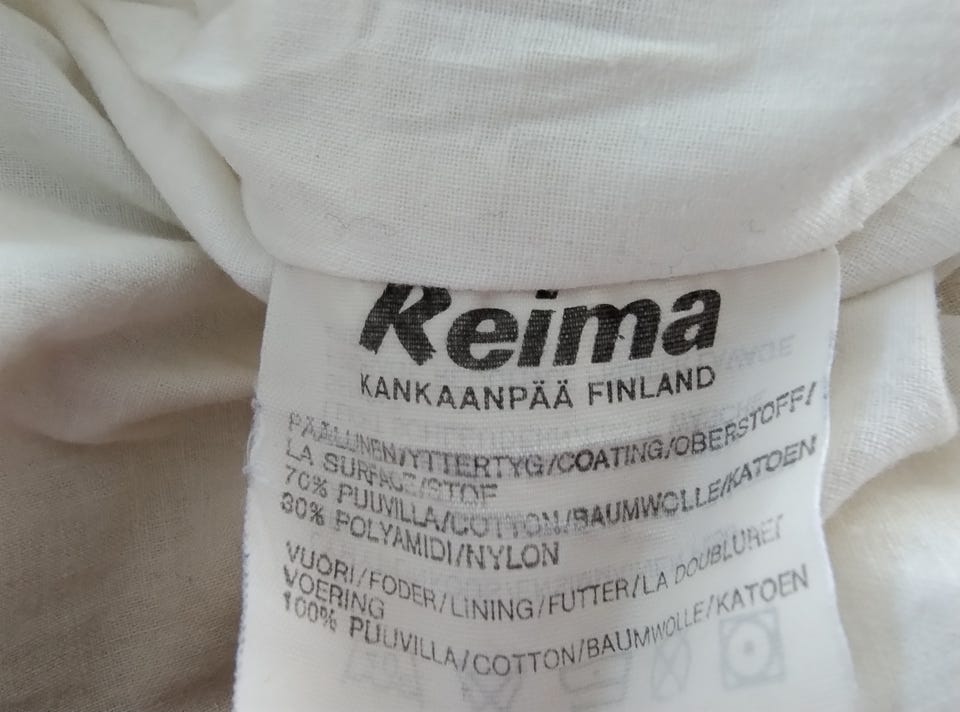 Reima
KANKAANPÄÄ FINLAND
PÄÄLLINEN/YTTERTYG/COATING/OBERSTOFF/
LA SURFACE/STOF
70% PUUVILLA/COTTON/BAUMWOLLE/KATOEN
30% POLYAMIDI/NYLON
VUORI/FODER/LINING/FUTTER/LA DOUBLURE/
VOERING
100% PUUVILLA/COTTON/BAUMWOLLE/KATOEN